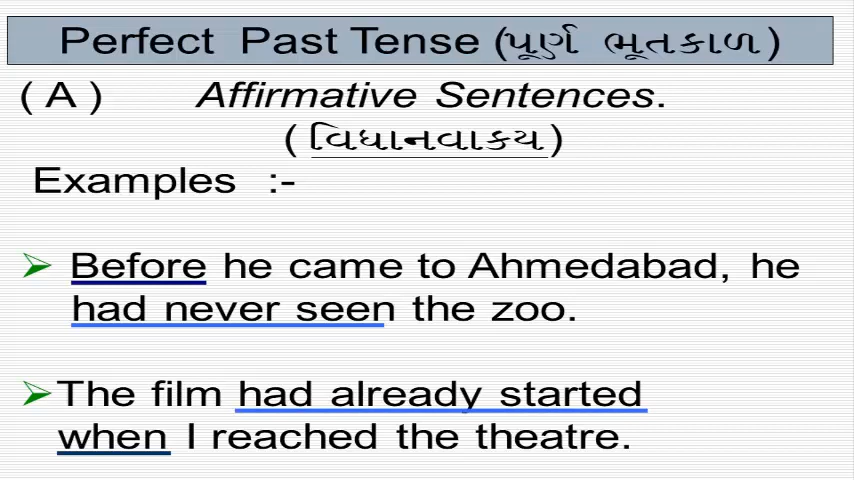 Perfect Past Tense (પૂર્ણ ભૂતકાળ)
( A ) Affirmative Sentences.
( વિધાનવાકય)
Examples :-
➢ Before he came to Ahmedabad, he
had never seen the zoo.
➢The film had already started
when I reached the theatre.